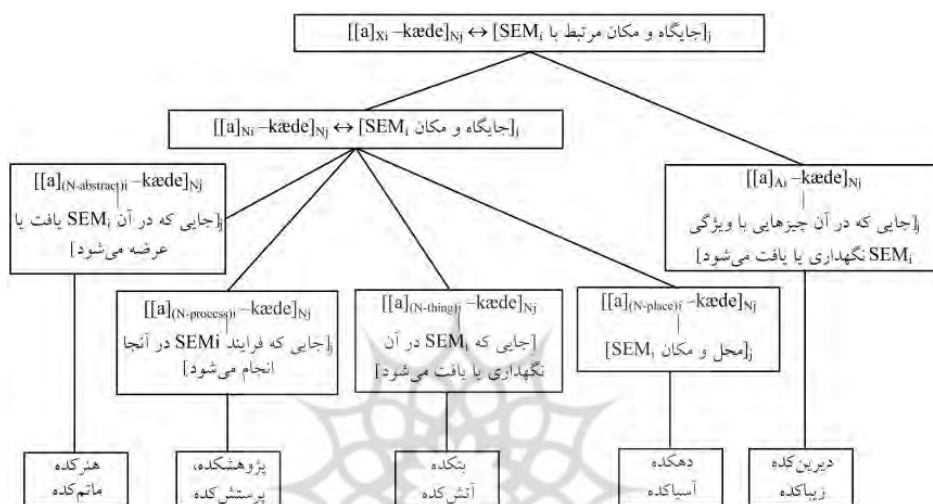 [[a]Xi –kæde]Nj ↔ [SEMi جایگاه و مکان مرتبط با]j
[[a]Ni –kæde]Nj ↔ [SEMi جایگاه و مکان]j
[[a](N-abstract)i –kæde]Nj
[جایی که در آن SEMi یافت یا
عرضه می‌شود]j
[[a]Ai –kæde]Nj
[جایی که در آن چیزهایی با ویژگی
SEMi نگهداری یا یافت می‌شود]j
[[a](N-process)i –kæde]Nj
[جایی که فرایند SEMi در آنجا
انجام می‌شود]j
[[a](N-thing)i –kæde]Nj
[جایی که SEMi در آن
نگهداری یا یافت می‌شود]
[[a](N-place)i –kæde]Nj
[محل و مکان SEMi]j
هنرکده
ماتم‌کده
پژوهشکده،
پرستش‌کده
بتکده
آتش‌کده
دهکده
آسیاکده
دیرین‌کده
زیباکده